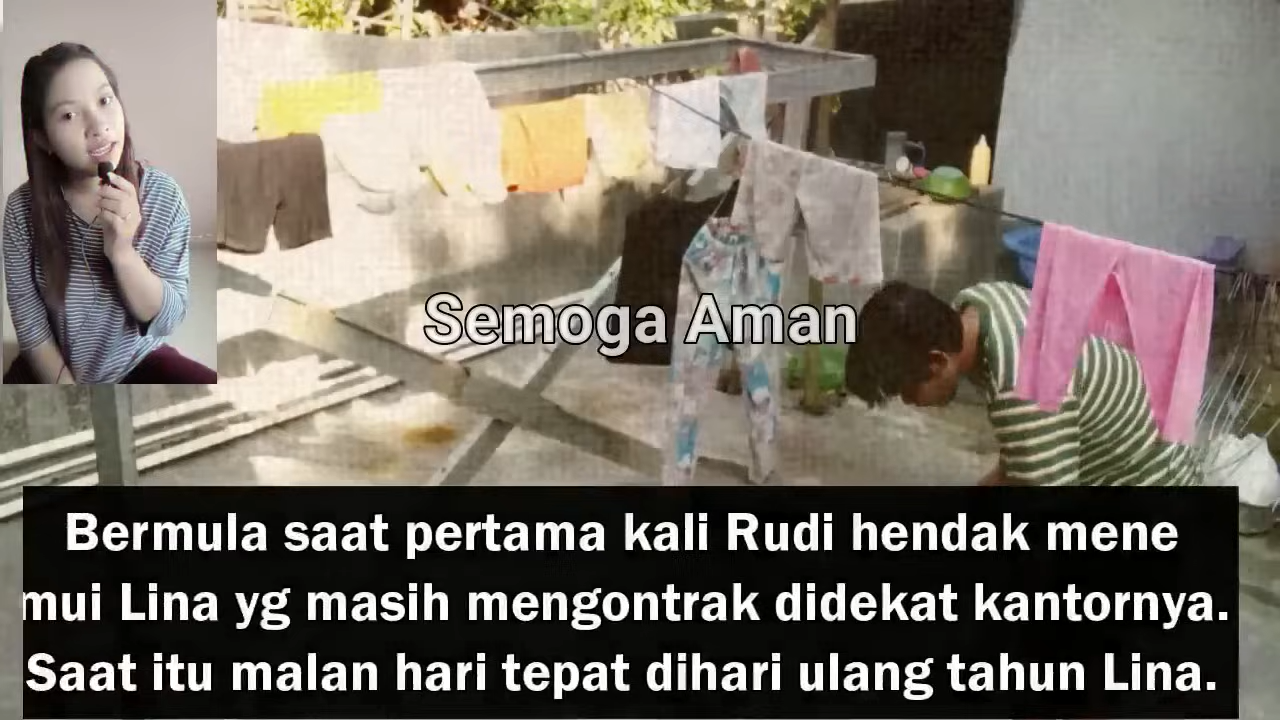 Semoga Aman
Bermula saat pertama kali Rudi hendak mene
mui Lina yg masih mengontrak didekat kantornya.
Saat itu malan hari tepat dihari ulang tahun Lina.